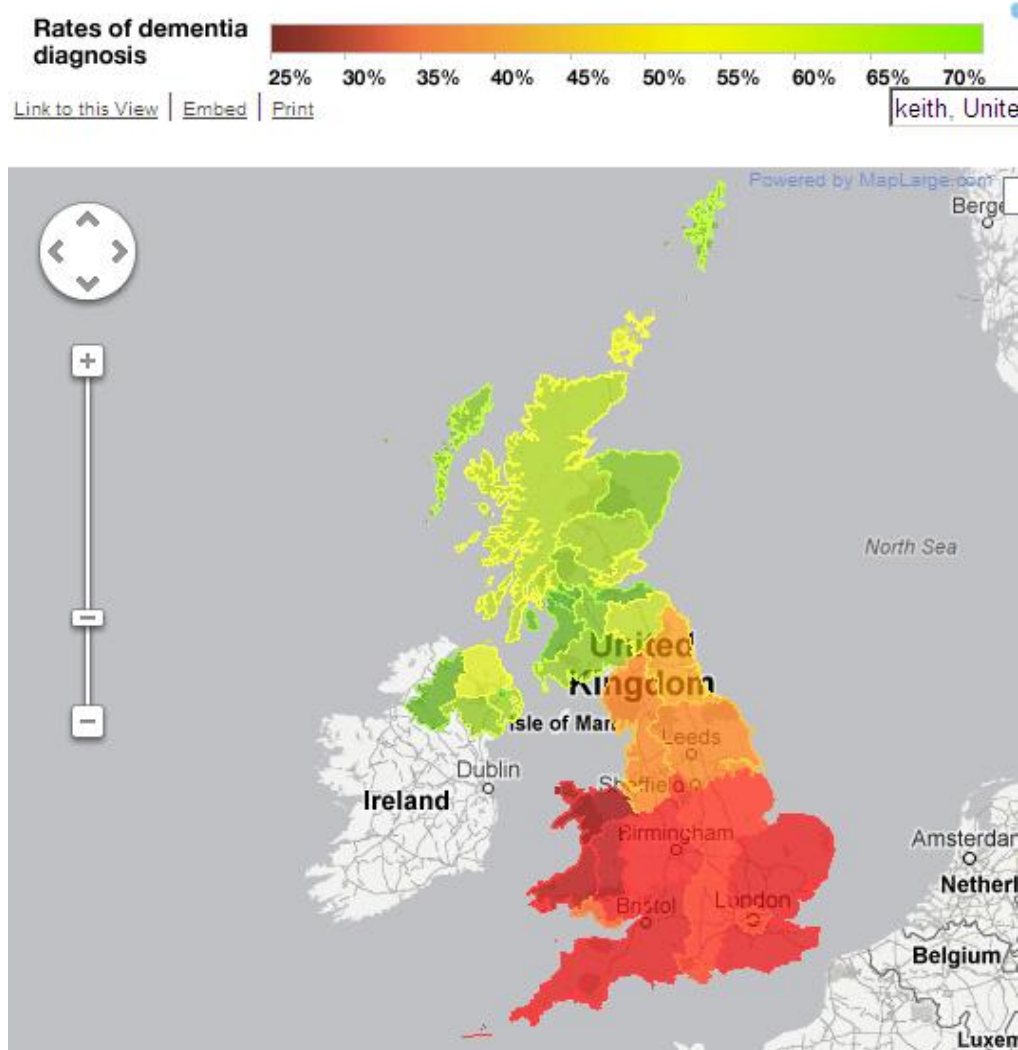 Rates of dementia
diagnosis
25% 30% 35% 40% 45% 50% 55% 60% 65% 70%
Link to this View | Embed | Print
keith, Unite
Powered by MapLarge.com
Berge
North Sea
United
Kingdom
Isle of Man
Leeds
Dublin
Sheffield
Ireland
Birmingham
Amsterdam
Netherl
Bristol
London
Belgium
Luxem